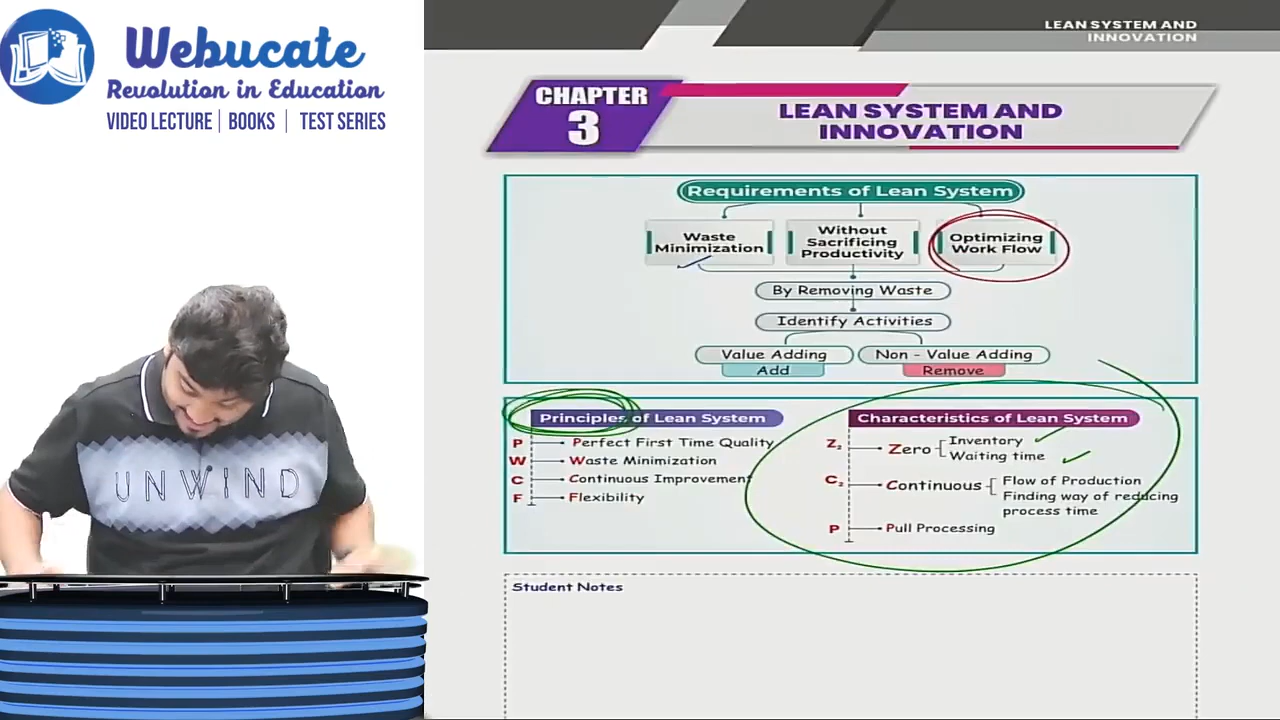 Webucate
Revolution in Education
VIDEO LECTURE | BOOKS | TEST SERIES
UNWIND
LEAN SYSTEM AND
INNOVATION
CHAPTER
3
LEAN SYSTEM AND
INNOVATION
Requirements of Lean System
Waste
Minimization
Without
Sacrificing
Productivity
Optimizing
Work Flow
By Removing Waste
Identify Activities
Value Adding
Non - Value Adding
Add
Remove
Principles of Lean System
P Perfect First Time Quality
W Waste Minimization
C Continuous Improvement
F Flexibility
Characteristics of Lean System
Z₂ Zero
Inventory
Waiting time
C₂ Continuous
Flow of Production
Finding way of reducing
process time
P Pull Processing
Student Notes